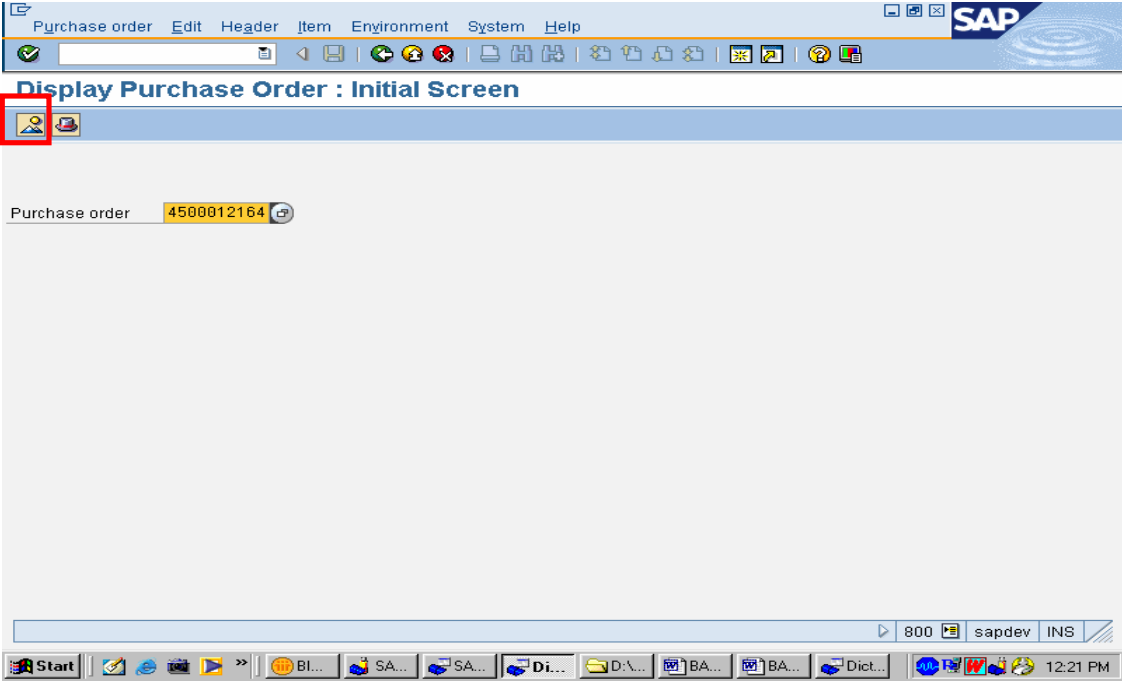 Purchase order Edit Header Item Environment System Help
SAP
Display Purchase Order : Initial Screen
Purchase order 4500012164
800 sapdev INS
Start » BI... SA... SA... Di... D:\... BA... BA... Dict... 12:21 PM